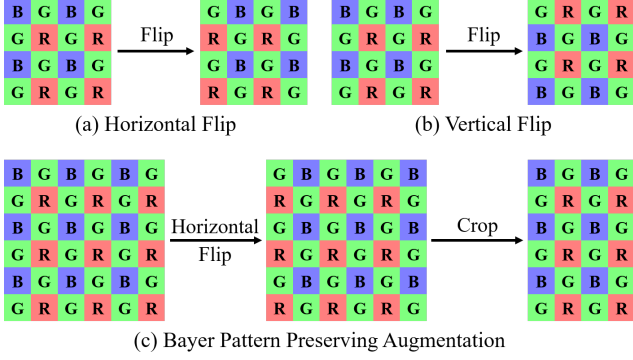 B G B G
G R G R
B G B G
G R G R
Flip
G B G B
R G R G
G B G B
R G R G
(a) Horizontal Flip
B G B G
G R G R
B G B G
G R G R
Flip
G R G R
B G B G
G R G R
B G B G
(b) Vertical Flip
B G B G B G
G R G R G R
B G B G B G
G R G R G R
B G B G B G
G R G R G R
Horizontal
Flip
G B G B G B
R G R G R G
G B G B G B
R G R G R G
G B G B G B
R G R G R G
Crop
B G B G
G R G R
B G B G
G R G R
B G B G
G R G R
(c) Bayer Pattern Preserving Augmentation